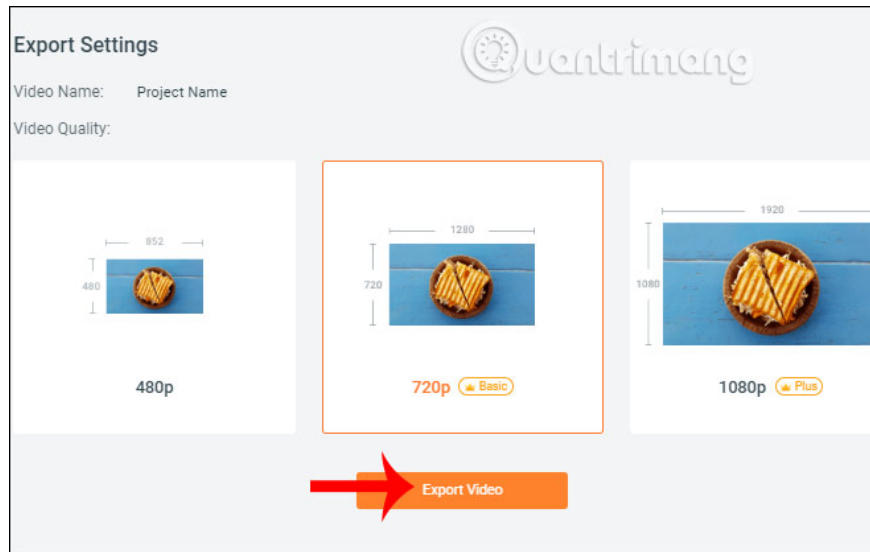 Export Settings
Quantrimang
Video Name: Project Name
Video Quality:
852
480
480p
1280
720
720p Basic
1920
1080
1080p Plus
Export Video